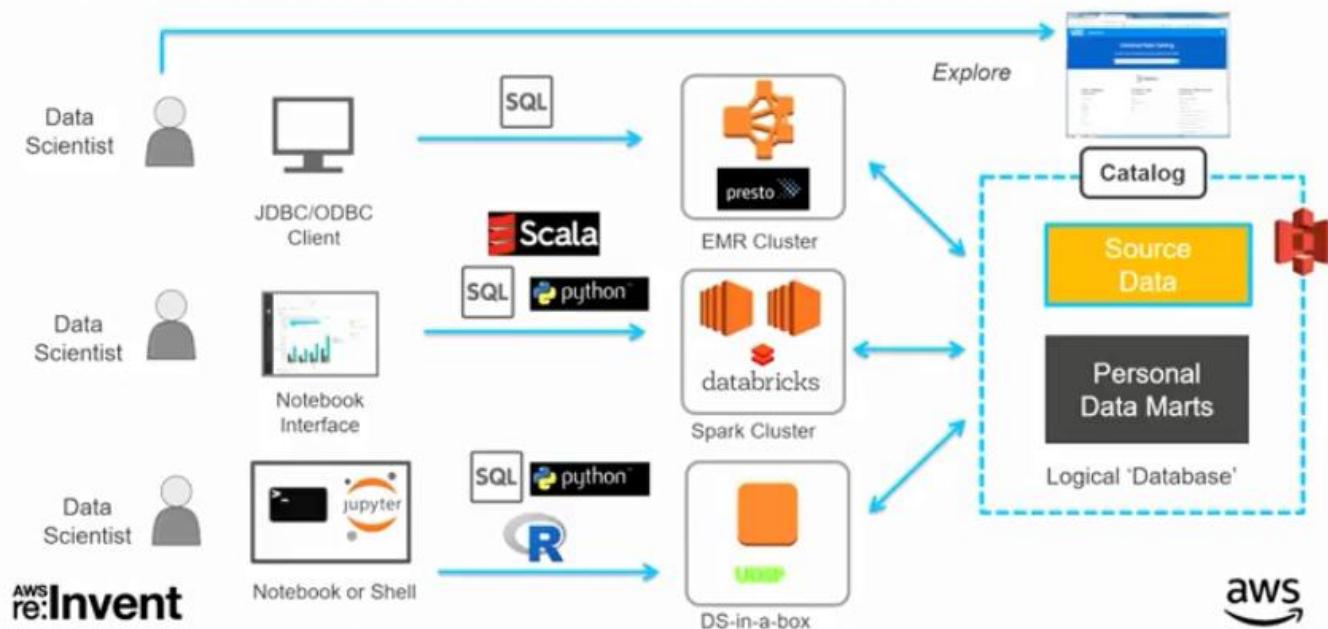 Explore
Data
Scientist
SQL
JDBC/ODBC
Client
presto
EMR Cluster
Catalog
Source
Data
Scala
SQL
python
Data
Scientist
Notebook
Interface
databricks
Spark Cluster
Personal
Data Marts
Logical 'Database'
Data
Scientist
>_
jupyter
SQL
python
R
Notebook or Shell
DS-in-a-box
AWS
re:Invent
aws